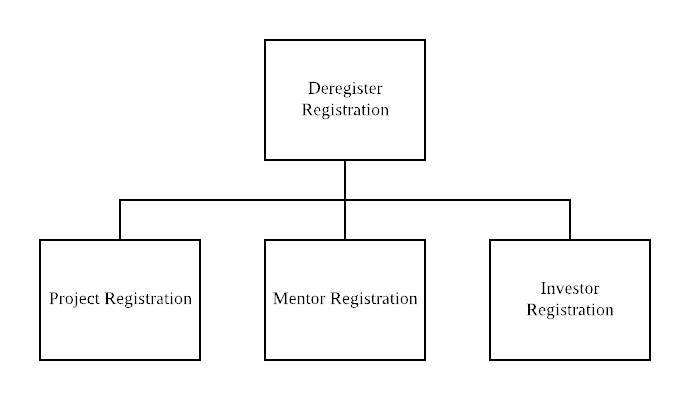 Deregister
Registration
Project Registration
Mentor Registration
Investor
Registration